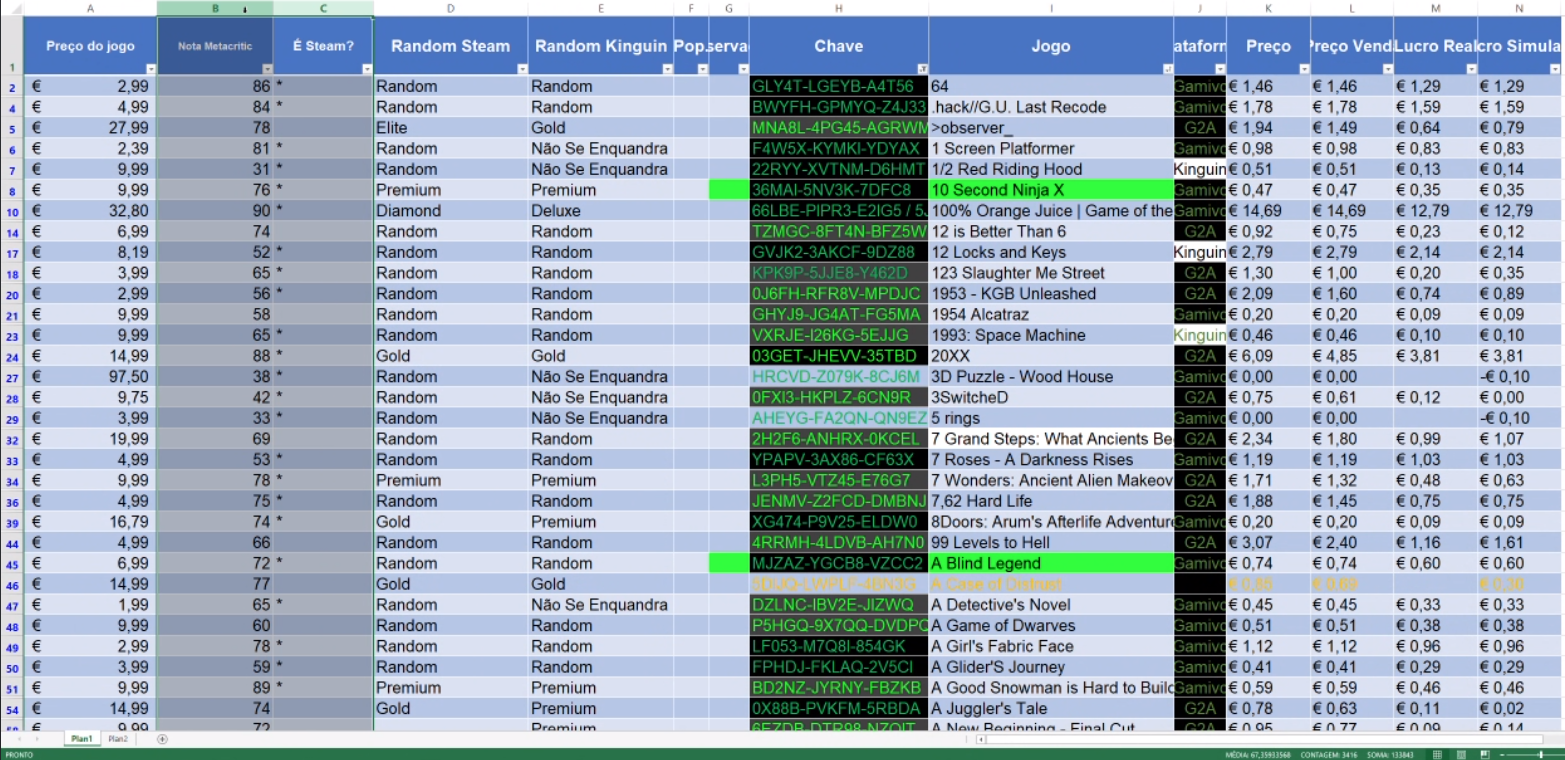 A B C D E F G H I J K L M N
1 Preço do jogo Nota Metacritic É Steam? Random Steam Random Kinguin Pop. serva Chave Jogo ataforn Preço Preço Vend Lucro Real cro Simula
2 € 2,99 86 * Random Random GLY4T-LGEYB-A4T56 64 Gamivo € 1,46 € 1,46 € 1,29 € 1,29
4 € 4,99 84 * Random Random BWYFH-GPMYQ-Z4J33 .hack//G.U. Last Recode Gamivo € 1,78 € 1,78 € 1,59 € 1,59
5 € 27,99 78 Elite Gold MNA8L-4PG45-AGRWM >observer_ G2A € 1,94 € 1,49 € 0,64 € 0,79
6 € 2,39 81 * Random Não Se Enquandra F4W5X-KYMKI-YDYAX 1 Screen Platformer Gamivo € 0,98 € 0,98 € 0,83 € 0,83
7 € 9,99 31 * Random Não Se Enquandra 22RYY-XVTNM-D6HMT 1/2 Red Riding Hood Kinguin € 0,51 € 0,51 € 0,13 € 0,14
8 € 9,99 76 * Premium Premium 36MAI-5NV3K-7DFC8 10 Second Ninja X Gamivo € 0,47 € 0,47 € 0,35 € 0,35
10 € 32,80 90 * Diamond Deluxe 66LBE-PIPR3-E2IG5 / 5. 100% Orange Juice | Game of the Gamivo € 14,69 € 14,69 € 12,79 € 12,79
14 € 6,99 74 Random Random TZMGC-8FT4N-BFZ5W 12 is Better Than 6 G2A € 0,92 € 0,75 € 0,23 € 0,12
17 € 8,19 52 * Random Random GVJK2-3AKCF-9DZ88 12 Locks and Keys Kinguin € 2,79 € 2,79 € 2,14 € 2,14
18 € 3,99 65 * Random Random KPK9P-5JJE8-Y462D 123 Slaughter Me Street G2A € 1,30 € 1,00 € 0,20 € 0,35
20 € 2,99 56 * Random Random 0J6FH-RFR8V-MPDJC 1953 - KGB Unleashed G2A € 2,09 € 1,60 € 0,74 € 0,89
21 € 9,99 58 Random Random GHYJ9-JG4AT-FG5MA 1954 Alcatraz Gamivo € 0,20 € 0,20 € 0,09 € 0,09
23 € 9,99 65 * Random Random VXRJE-I26KG-5EJJG 1993: Space Machine Kinguin € 0,46 € 0,46 € 0,10 € 0,10
24 € 14,99 88 * Gold Gold 03GET-JHEVV-35TBD 20XX G2A € 6,09 € 4,85 € 3,81 € 3,81
27 € 97,50 38 * Random Não Se Enquandra HRCVD-Z079K-8CJ6M 3D Puzzle - Wood House Gamivo € 0,00 € 0,00 -€ 0,10
28 € 9,75 42 * Random Não Se Enquandra 0FXI3-HKPLZ-6CN9R 3SwitcheD G2A € 0,75 € 0,61 € 0,12 € 0,00
29 € 3,99 33 * Random Não Se Enquandra AHEYG-FA2QN-QN9EZ 5 rings Gamivo € 0,00 € 0,00 -€ 0,10
32 € 19,99 69 Random Random 2H2F6-ANHRX-0KCEL 7 Grand Steps: What Ancients Be G2A € 2,34 € 1,80 € 0,99 € 1,07
33 € 4,99 53 * Random Random YPAPV-3AX86-CF63X 7 Roses - A Darkness Rises Gamivo € 1,19 € 1,19 € 1,03 € 1,03
34 € 9,99 78 * Premium Premium L3PH5-VTZ45-E76G7 7 Wonders: Ancient Alien Makeov G2A € 1,71 € 1,32 € 0,48 € 0,63
36 € 4,99 75 * Random Random JENMV-Z2FCD-DMBNJ 7,62 Hard Life G2A € 1,88 € 1,45 € 0,75 € 0,75
39 € 16,79 74 * Gold Premium XG474-P9V25-ELDW0 8Doors: Arum's Afterlife Adventure Gamivo € 0,20 € 0,20 € 0,09 € 0,09
44 € 4,99 66 Random Random 4RRMH-4LDVB-AH7N0 99 Levels to Hell G2A € 3,07 € 2,40 € 1,16 € 1,61
45 € 6,99 72 * Random Random MJZAZ-YGCB8-VZCC2 A Blind Legend Gamivo € 0,74 € 0,74 € 0,60 € 0,60
46 € 14,99 77 Gold Gold A Case of Distrust
47 € 1,99 65 * Random Não Se Enquandra DZLNC-IBV2E-JIZWQ A Detective's Novel Gamivo € 0,45 € 0,45 € 0,33 € 0,33
48 € 9,99 60 Random Random P5HGQ-9X7QQ-DVDPC A Game of Dwarves Gamivo € 0,51 € 0,51 € 0,38 € 0,38
49 € 2,99 78 * Random Random LF053-M7Q8I-854GK A Girl's Fabric Face Gamivo € 1,12 € 1,12 € 0,96 € 0,96
50 € 3,99 59 * Random Random FPHDJ-FKLAQ-2V5CI A Glider'S Journey Gamivo € 0,41 € 0,41 € 0,29 € 0,29
51 € 9,99 89 * Premium Premium BD2NZ-JYRNY-FBZKB A Good Snowman is Hard to Build Gamivo € 0,59 € 0,59 € 0,46 € 0,46
54 € 14,99 74 Gold Premium 0X88B-PVKFM-5RBDA A Juggler's Tale G2A € 0,78 € 0,63 € 0,11 € 0,02
€ 9,99 72 Premium 6EZDB-DTR98-NZQIT A New Beginning - Final Cut G2A € 0,95 € 0,77 € 0,09 € 0,14
Plan1 Plan2
PRONTO MÉDIA: 67,35933568 CONTAGEM: 3416 SOMA: 133843